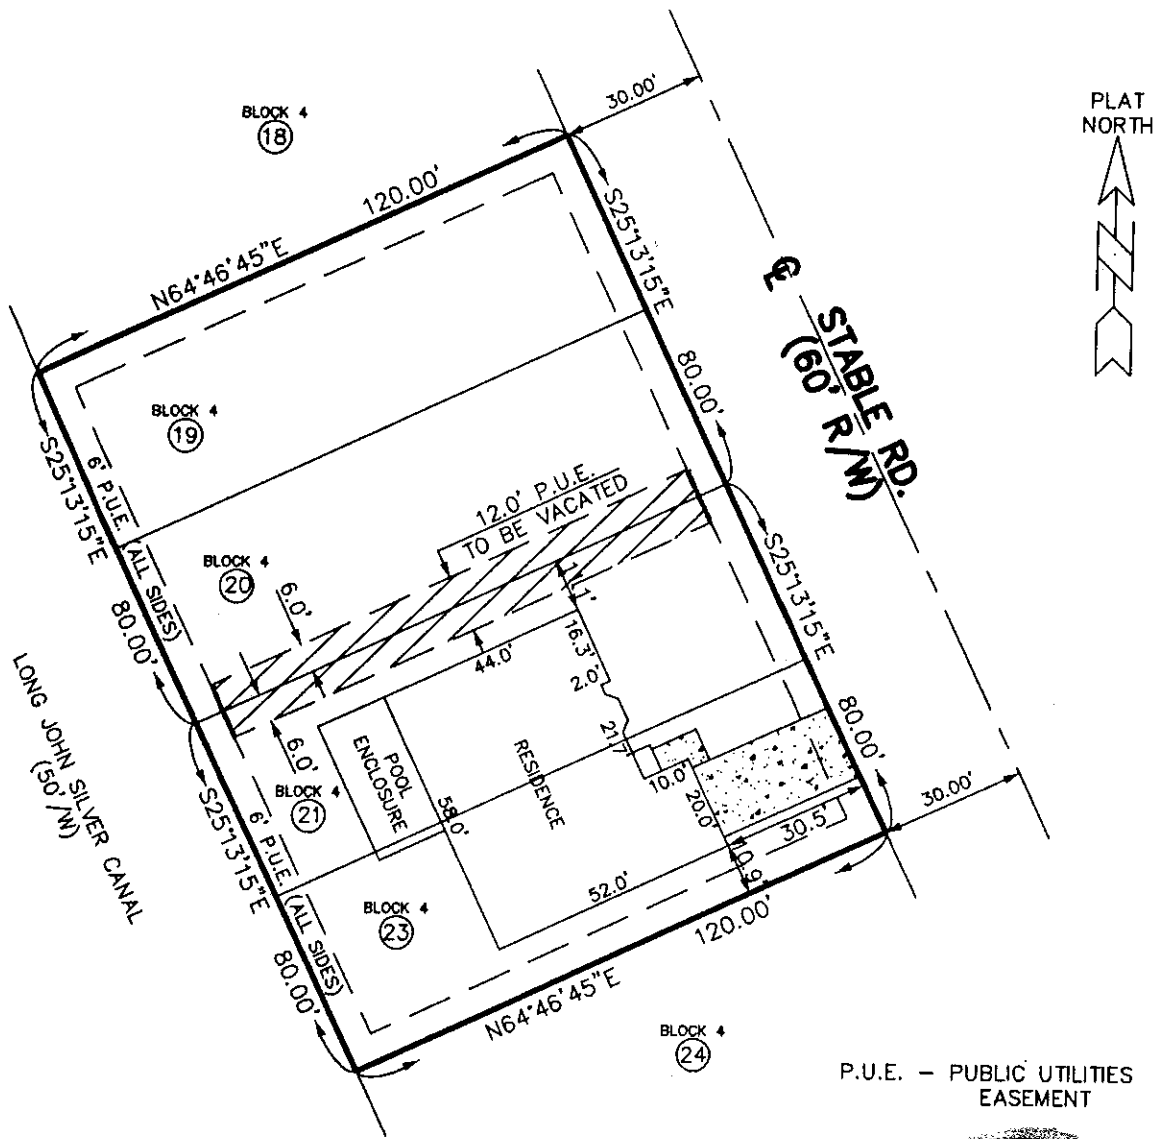 BLOCK 4
18
30.00'
PLAT
NORTH
120.00'
N64°46'45"E
S25°13'15"E
℄
STABLE RD.
(60' R/W)
BLOCK 4
19
80.00'
S25°13'15"E
6' P.U.E. (ALL SIDES)
12.0' P.U.E.
TO BE VACATED
BLOCK 4
20
6.0'
80.00'
11.1'
S25°13'15"E
16.3'
44.0'
2.0'
LONG JOHN SILVER CANAL
(50'/W)
21.7'
80.00'
6.0'
POOL
ENCLOSURE
RESIDENCE
10.0'
BLOCK 4
21
S25°13'15"E
58.0'
20.0'
30.5'
30.00'
6' P.U.E. (ALL SIDES)
10.9'
52.0'
BLOCK 4
23
120.00'
80.00'
N64°46'45"E
BLOCK 4
24
P.U.E. – PUBLIC UTILITIES
EASEMENT